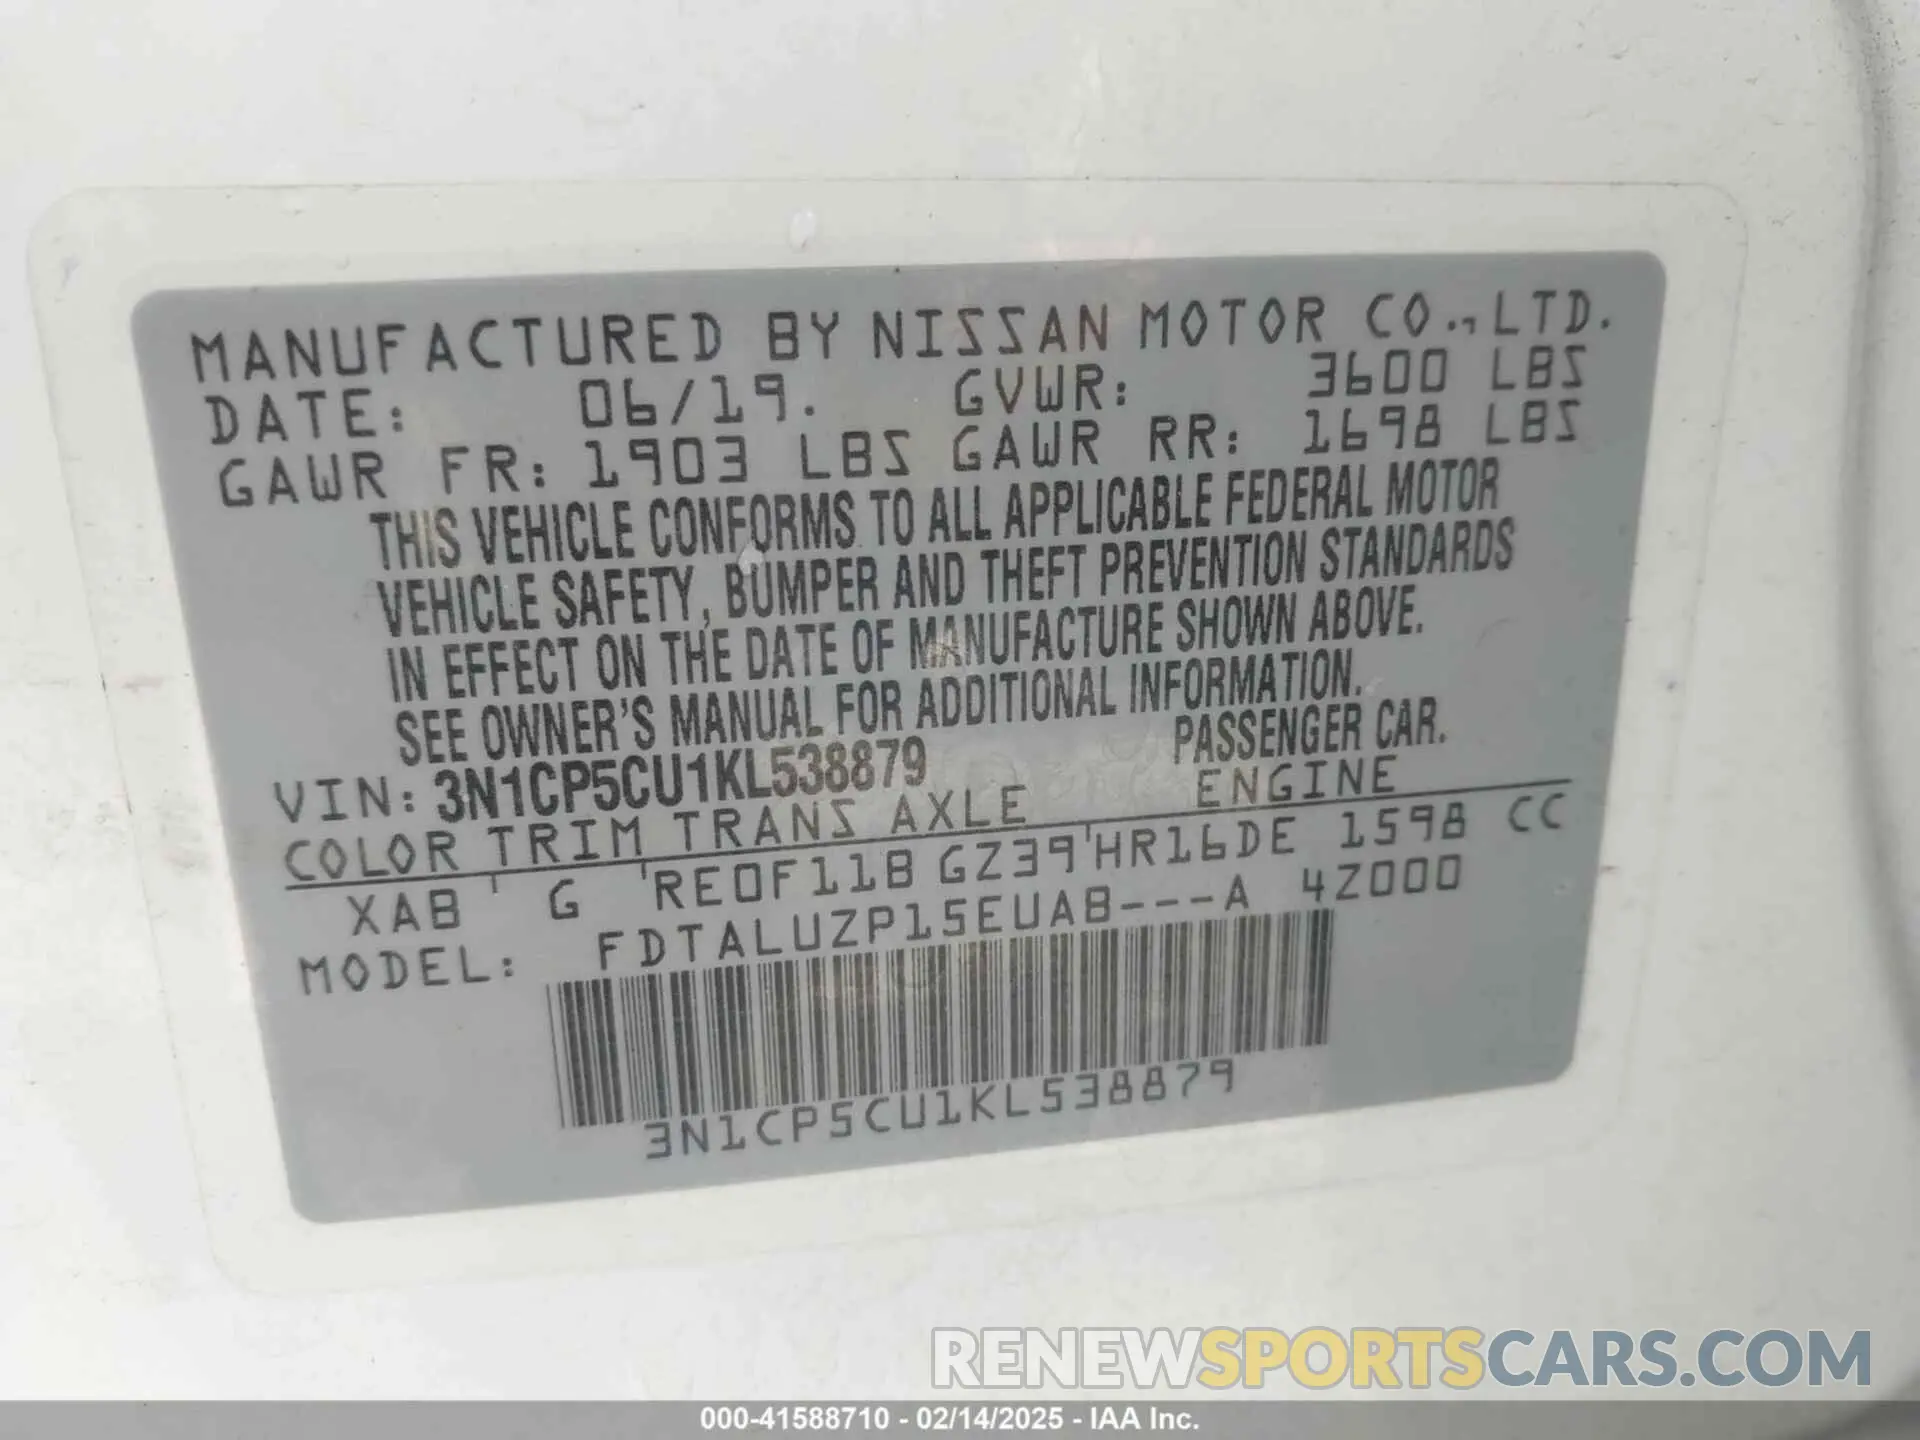 MANUFACTURED BY NISSAN MOTOR CO., LTD.
DATE: 06/19. GVWR: 3600 LBS
GAWR FR: 1903 LBS GAWR RR: 1698 LBS
THIS VEHICLE CONFORMS TO ALL APPLICABLE FEDERAL MOTOR
VEHICLE SAFETY, BUMPER AND THEFT PREVENTION STANDARDS
IN EFFECT ON THE DATE OF MANUFACTURE SHOWN ABOVE.
SEE OWNER'S MANUAL FOR ADDITIONAL INFORMATION.
VIN: 3N1CP5CU1KL538879 PASSENGER CAR.
COLOR TRIM TRANS AXLE ENGINE
XAB G RE0F11B GZ39 HR16DE 1598 CC
MODEL: FDTALUZP15EUAB---A 4Z000
3N1CP5CU1KL538879
RENEWSPORTSCARS.COM
000-41588710 - 02/14/2025 - IAA Inc.